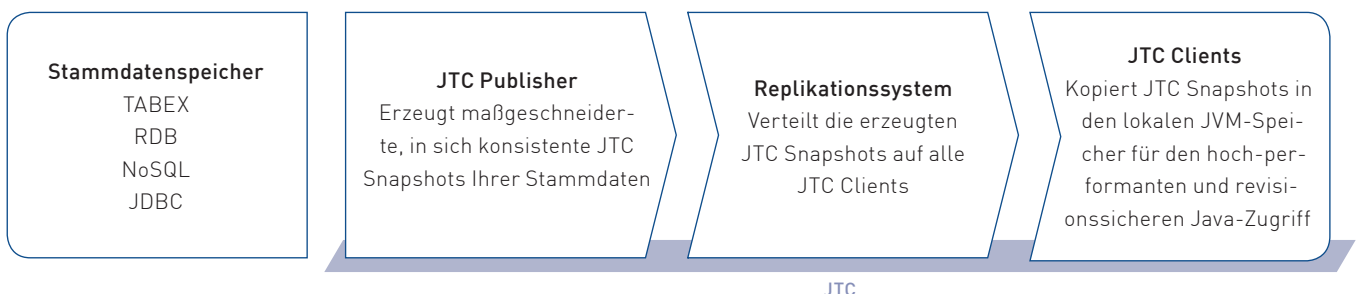 Stammdatenspeicher
TABEX
RDB
NoSQL
JDBC
JTC Publisher
Erzeugt maßgeschneider-
te, in sich konsistente JTC
Snapshots Ihrer Stammdaten
Replikationssystem
Verteilt die erzeugten
JTC Snapshots auf alle
JTC Clients
JTC Clients
Kopiert JTC Snapshots in
den lokalen JVM-Spei-
cher für den hoch-per-
formanten und revisi-
onssicheren Java-Zugriff
JTC